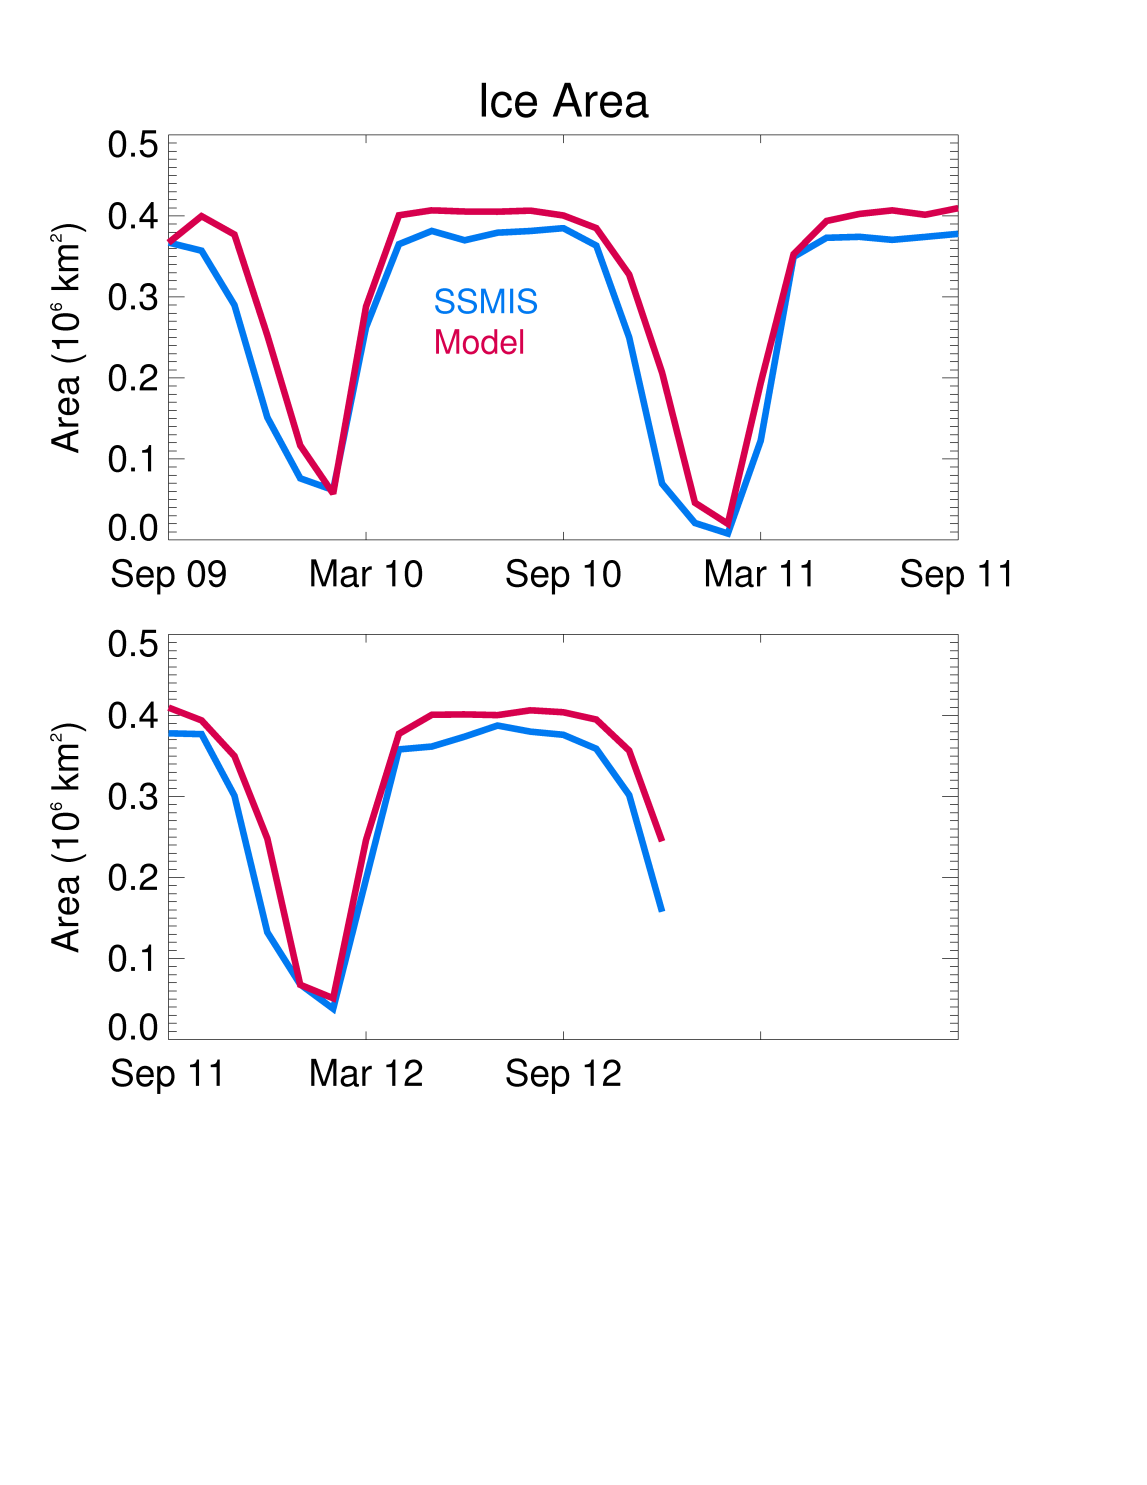 Ice Area
0.5
0.4
0.3
0.2
0.1
0.0
Area (10⁶ km²)
SSMIS
Model
Sep 09 Mar 10 Sep 10 Mar 11 Sep 11
0.5
0.4
0.3
0.2
0.1
0.0
Area (10⁶ km²)
Sep 11 Mar 12 Sep 12